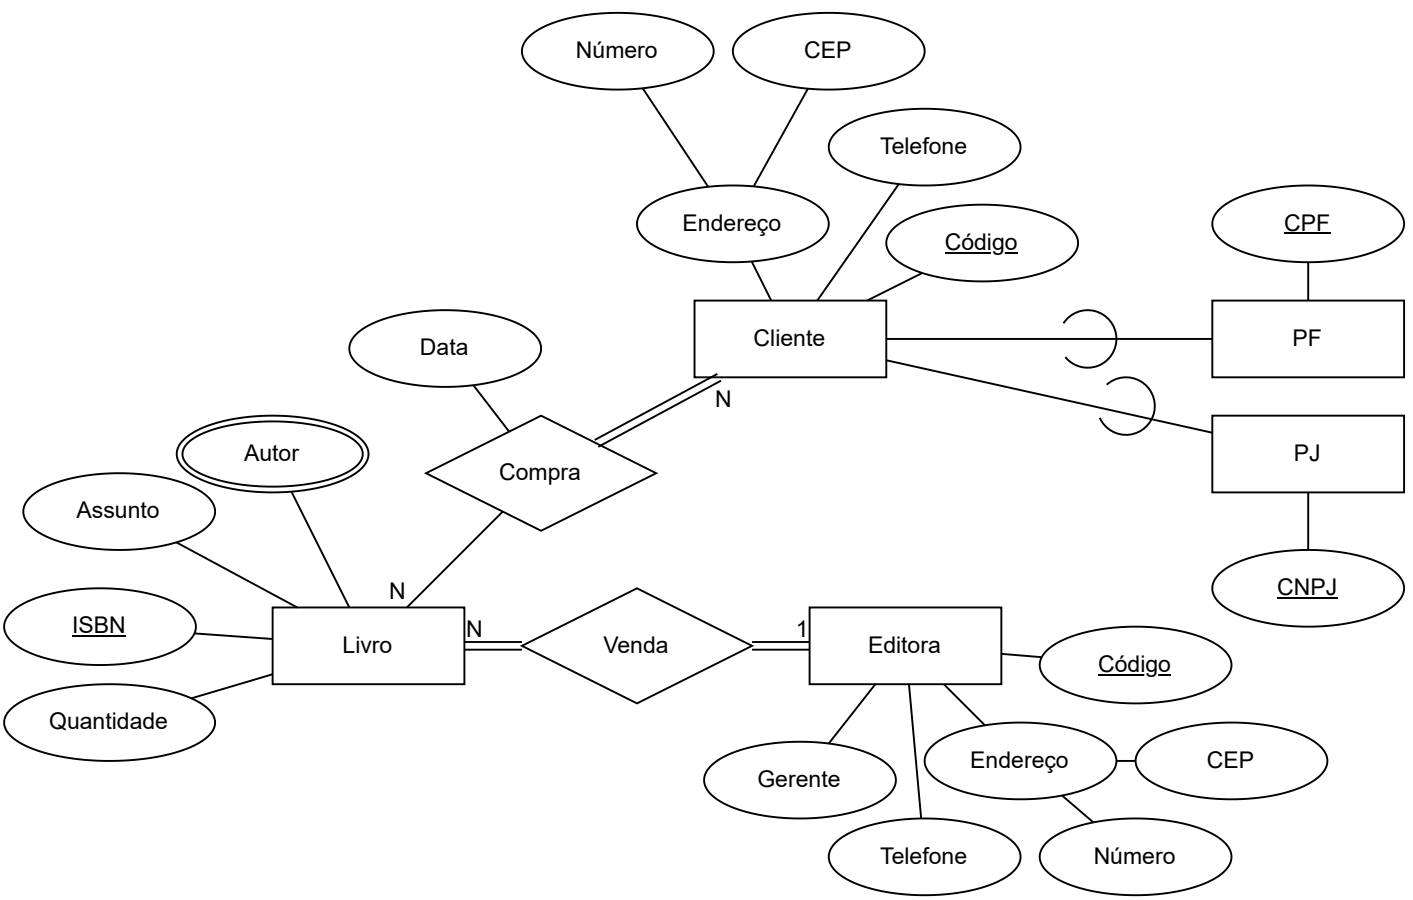 Número
CEP
Telefone
Endereço
Código
CPF
Cliente
PF
Data
N
Autor
Compra
PJ
Assunto
N
CNPJ
ISBN
Livro
N
Venda
1
Editora
Código
Quantidade
Gerente
Endereço
CEP
Telefone
Número